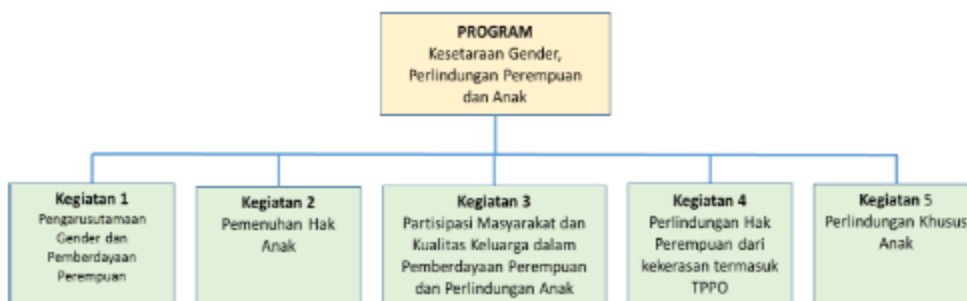 PROGRAM
Kesetaraan Gender,
Perlindungan Perempuan
dan Anak
Kegiatan 1
Pengarusutamaan
Gender dan
Pemberdayaan
Perempuan
Kegiatan 2
Pemenuhan Hak
Anak
Kegiatan 3
Partisipasi Masyarakat dan
Kualitas Keluarga dalam
Pemberdayaan Perempuan
dan Perlindungan Anak
Kegiatan 4
Perlindungan Hak
Perempuan dari
kekerasan termasuk
TPPO
Kegiatan 5
Perlindungan Khusus
Anak